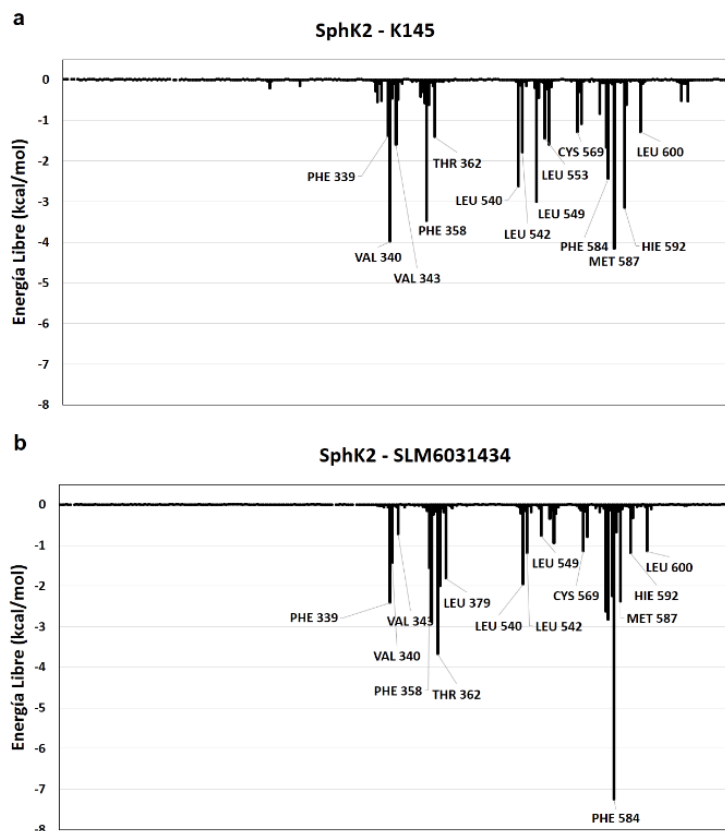 a
SphK2 - K145
Energía Libre (kcal/mol)
0
-1
-2
-3
-4
-5
-6
-7
-8
PHE 339
VAL 340
VAL 343
PHE 358
THR 362
LEU 540
LEU 542
LEU 549
LEU 553
CYS 569
PHE 584
MET 587
HIE 592
LEU 600
b
SphK2 - SLM6031434
Energía Libre (kcal/mol)
0
-1
-2
-3
-4
-5
-6
-7
-8
PHE 339
VAL 340
VAL 343
PHE 358
THR 362
LEU 379
LEU 540
LEU 542
LEU 549
CYS 569
PHE 584
MET 587
HIE 592
LEU 600